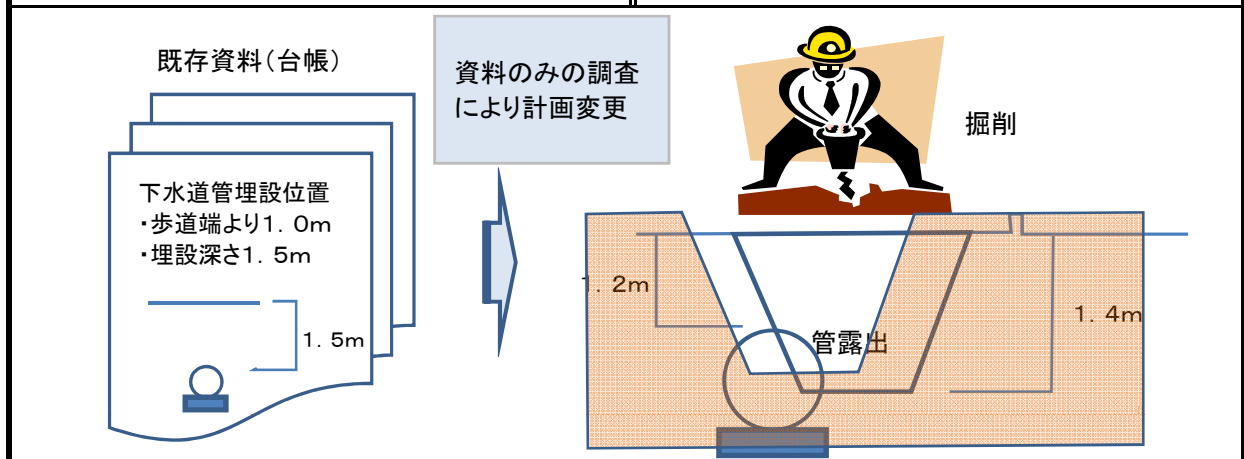 既存資料(台帳)
資料のみの調査
により計画変更
掘削
下水道管埋設位置
・歩道端より1．0m
・埋設深さ1．5m
1．5m
1．2m
1．4m
管露出